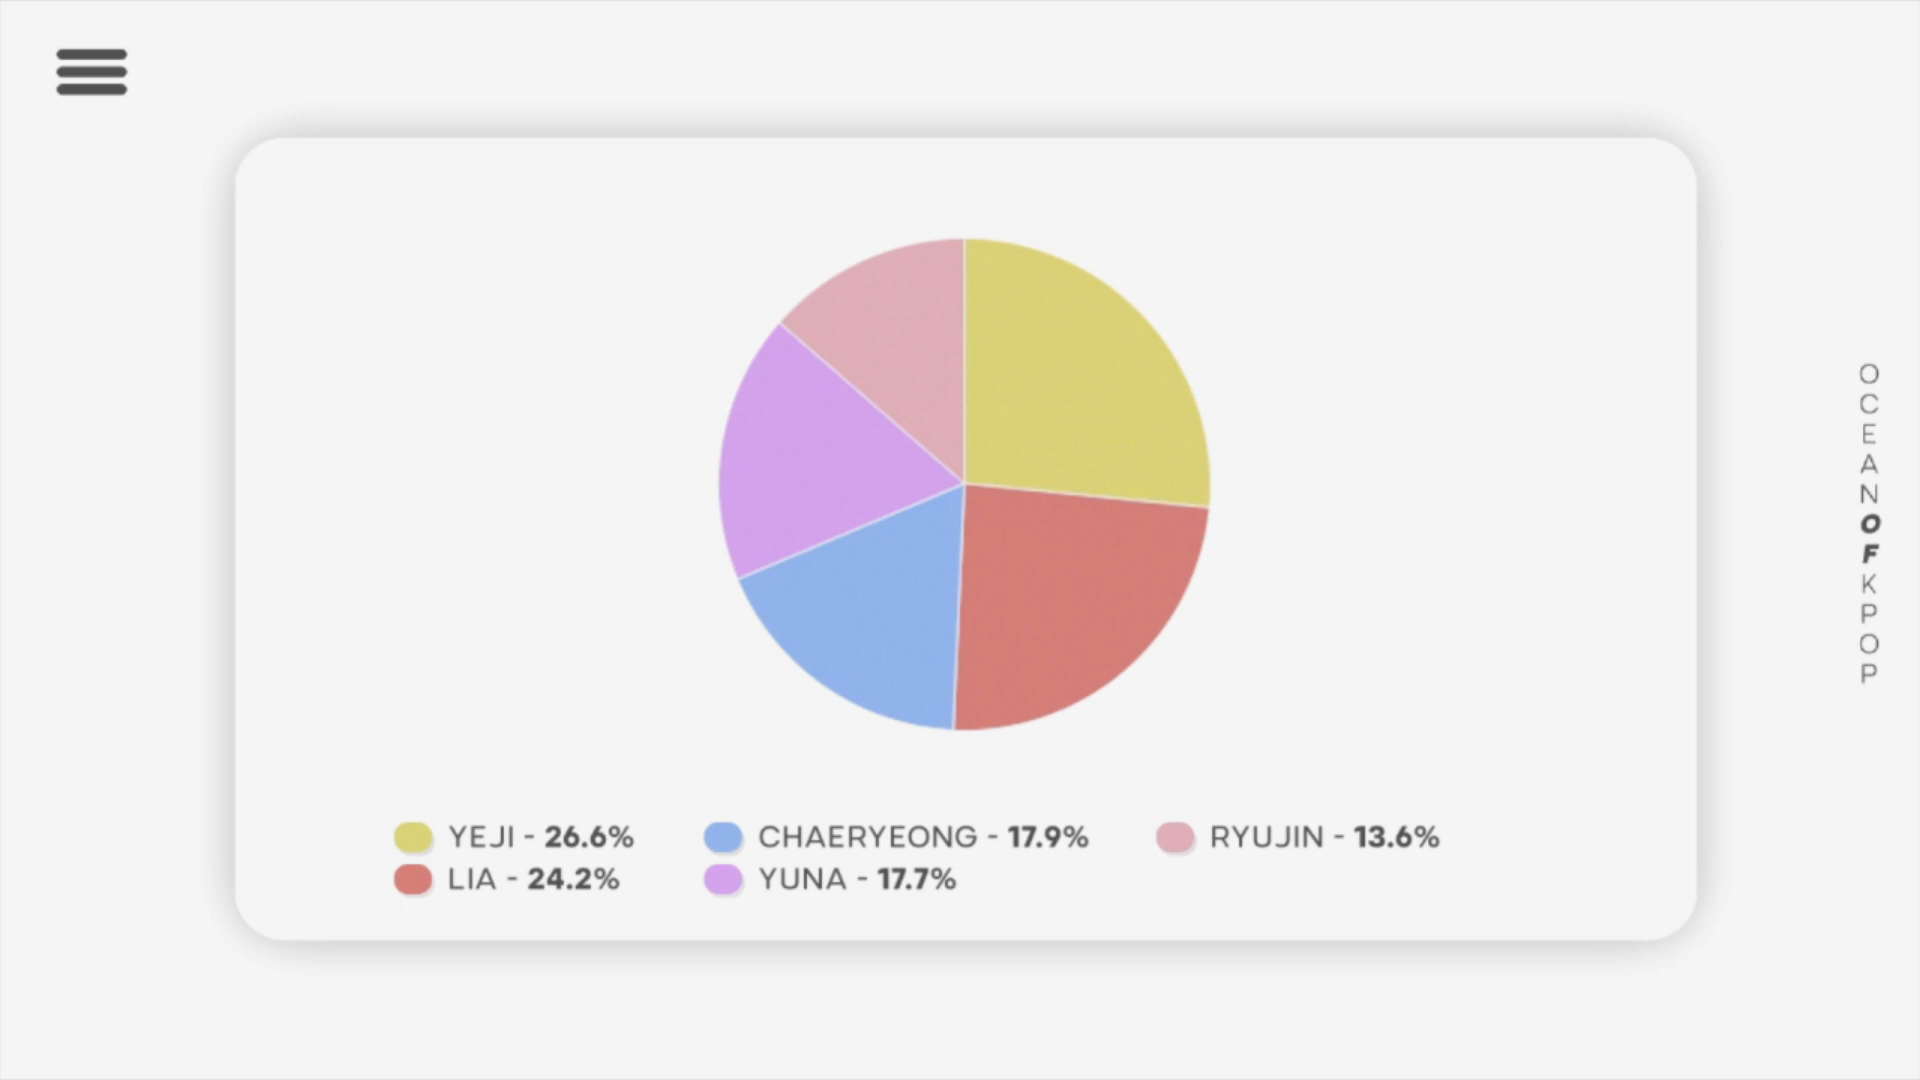 YEJI - 26.6%
LIA - 24.2%
CHAERYEONG - 17.9%
YUNA - 17.7%
RYUJIN - 13.6%
OCEANOFKPOP